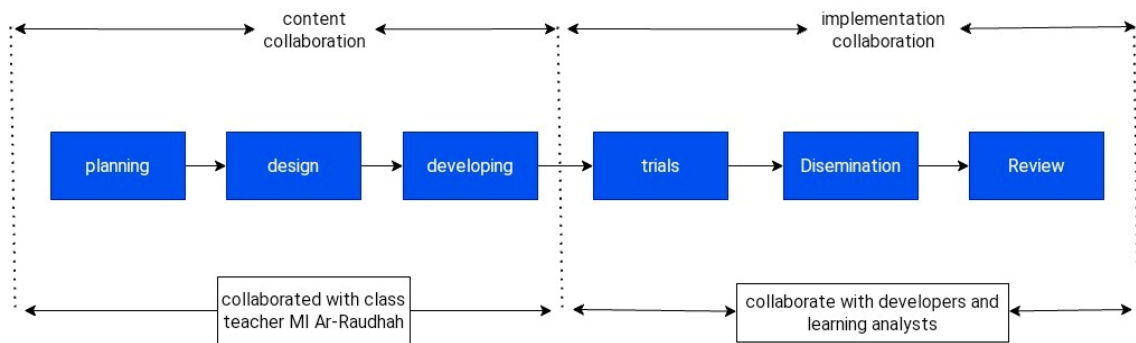 content
collaboration
implementation
collaboration
planning
design
developing
trials
Disemination
Review
collaborated with class
teacher MI Ar-Raudhah
collaborate with developers and
learning analysts